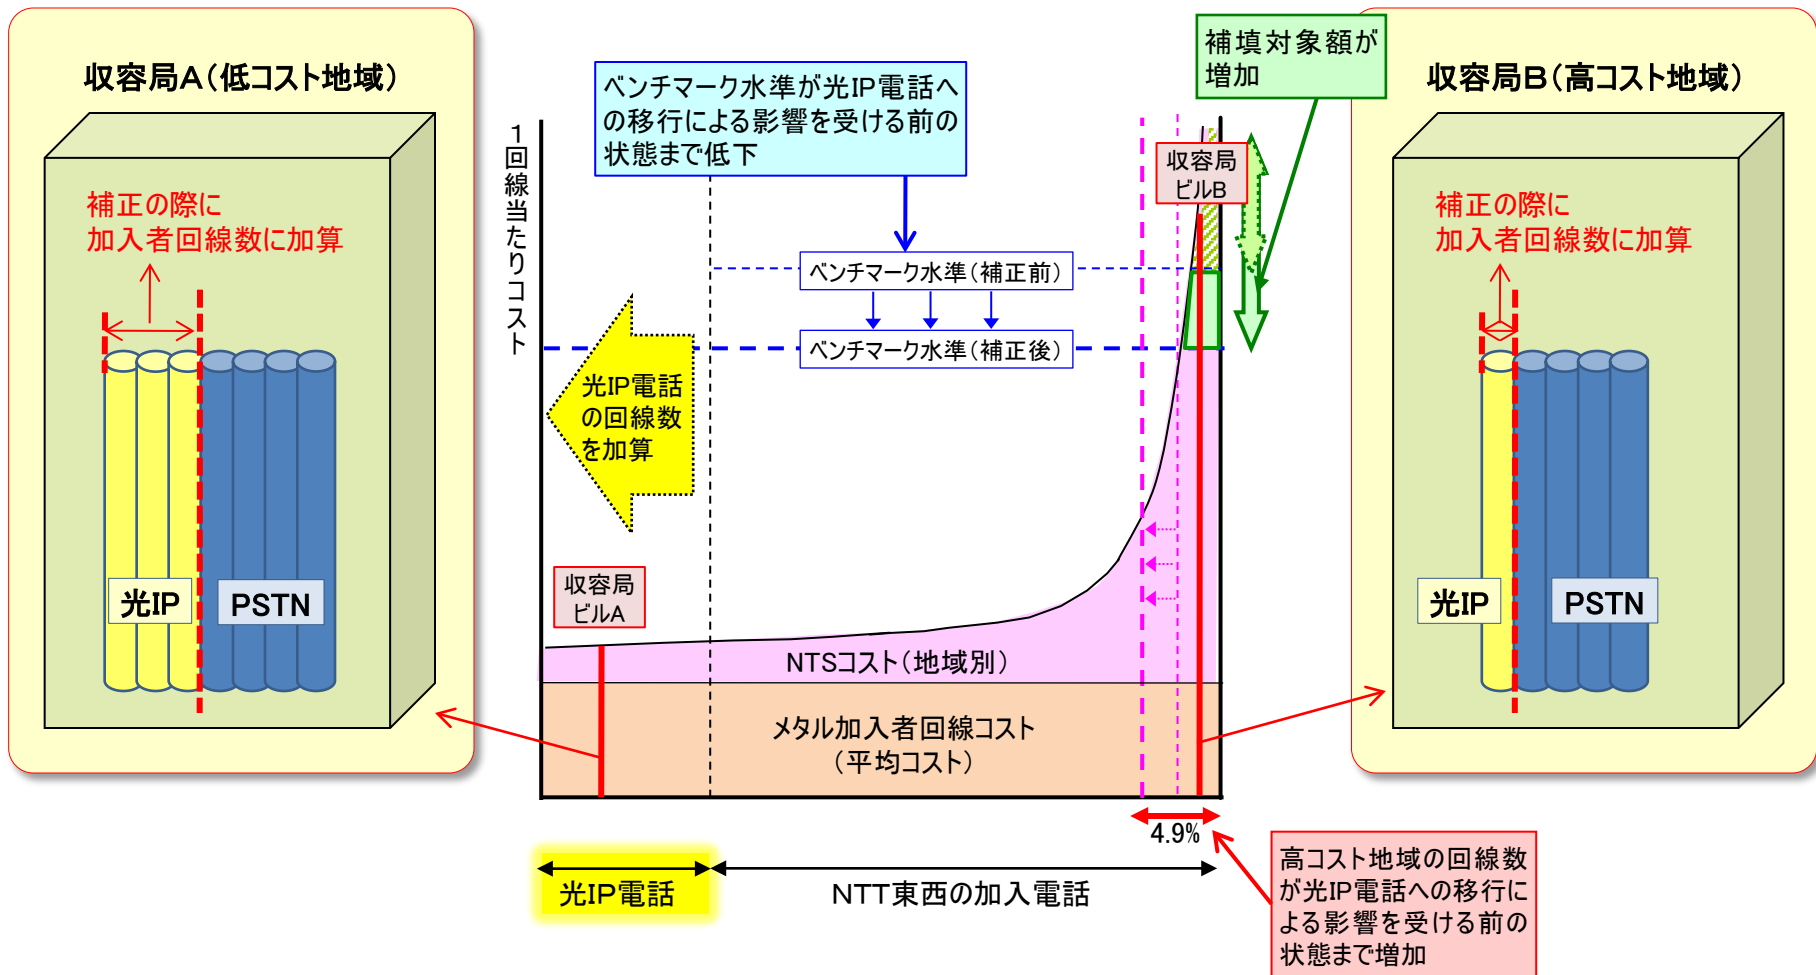 収容局A(低コスト地域)
補正の際に
加入者回線数に加算
光IP
PSTN
1回線当たりコスト
ベンチマーク水準が光IP電話へ
の移行による影響を受ける前の
状態まで低下
補填対象額が
増加
収容局
ビルB
ベンチマーク水準(補正前)
ベンチマーク水準(補正後)
光IP電話
の回線数
を加算
収容局
ビルA
NTSコスト(地域別)
メタル加入者回線コスト
(平均コスト)
4.9%
光IP電話
NTT東西の加入電話
高コスト地域の回線数
が光IP電話への移行に
よる影響を受ける前の
状態まで増加
収容局B(高コスト地域)
補正の際に
加入者回線数に加算
光IP
PSTN